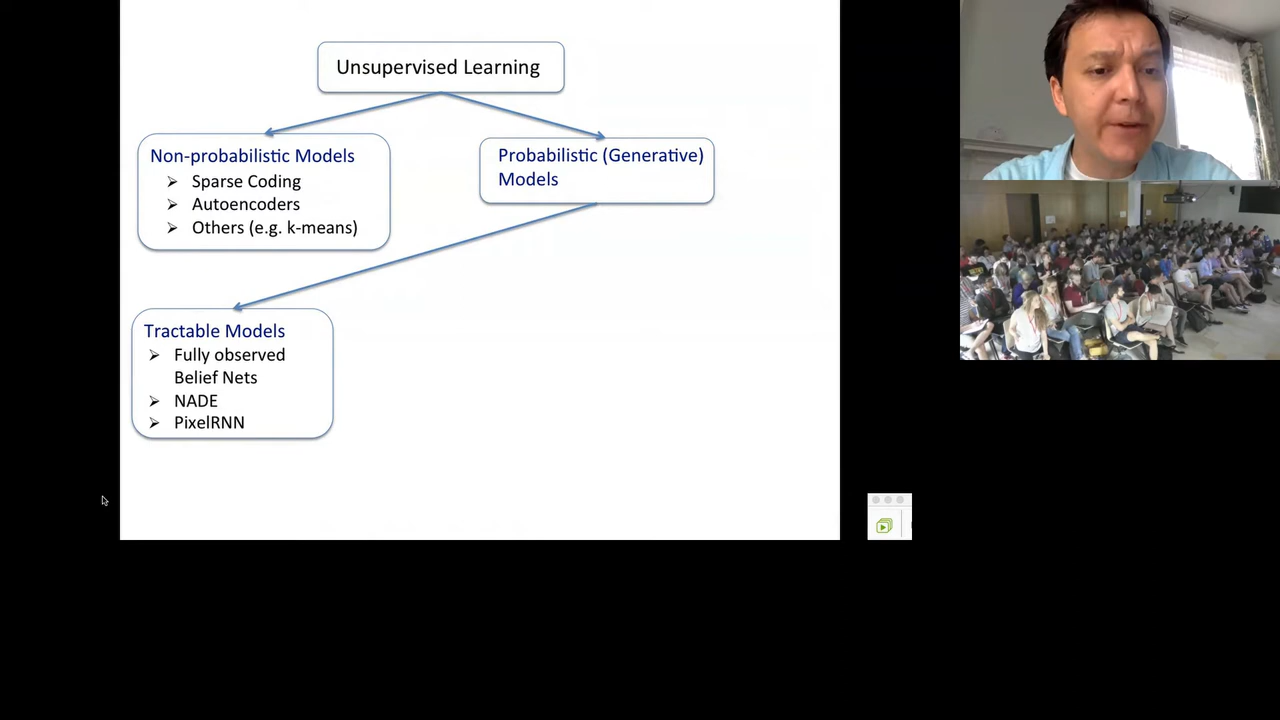 Unsupervised Learning
Non-probabilistic Models
➢ Sparse Coding
➢ Autoencoders
➢ Others (e.g. k-means)
Probabilistic (Generative)
Models
Tractable Models
➢ Fully observed
Belief Nets
➢ NADE
➢ PixelRNN